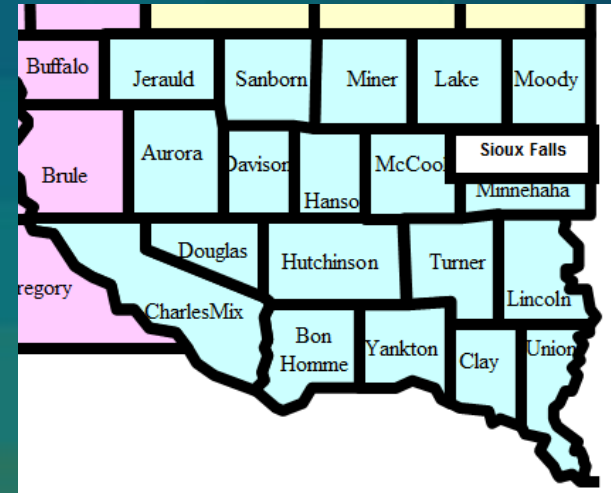 Buffalo
Jerauld
Sanborn
Miner
Lake
Moody
Brule
Aurora
Davison
Hanso
McCool
Sioux Falls
Minnehaha
regory
CharlesMix
Douglas
Hutchinson
Turner
Lincoln
Bon
Homme
Yankton
Clay
Union